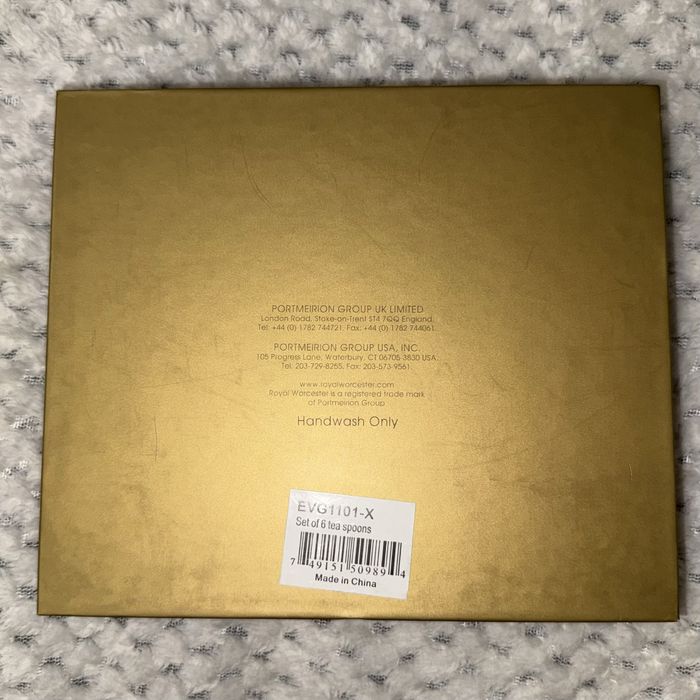 PORTMEIRION GROUP UK LIMITED
London Road, Stoke-on-Trent ST4 7QQ England.
Tel: +44 (0) 1782 744721. Fax: +44 (0) 1782 744061.
PORTMEIRION GROUP USA, INC.
105 Progress Lane, Waterbury, CT 06705-3830 USA.
Tel: 203-729-8255. Fax: 203-573-9561.
www.royalworcester.com
Royal Worcester is a registered trade mark
of Portmeirion Group
Handwash Only
EVG1101-X
Set of 6 tea spoons
7 49151 50989 4
Made in China